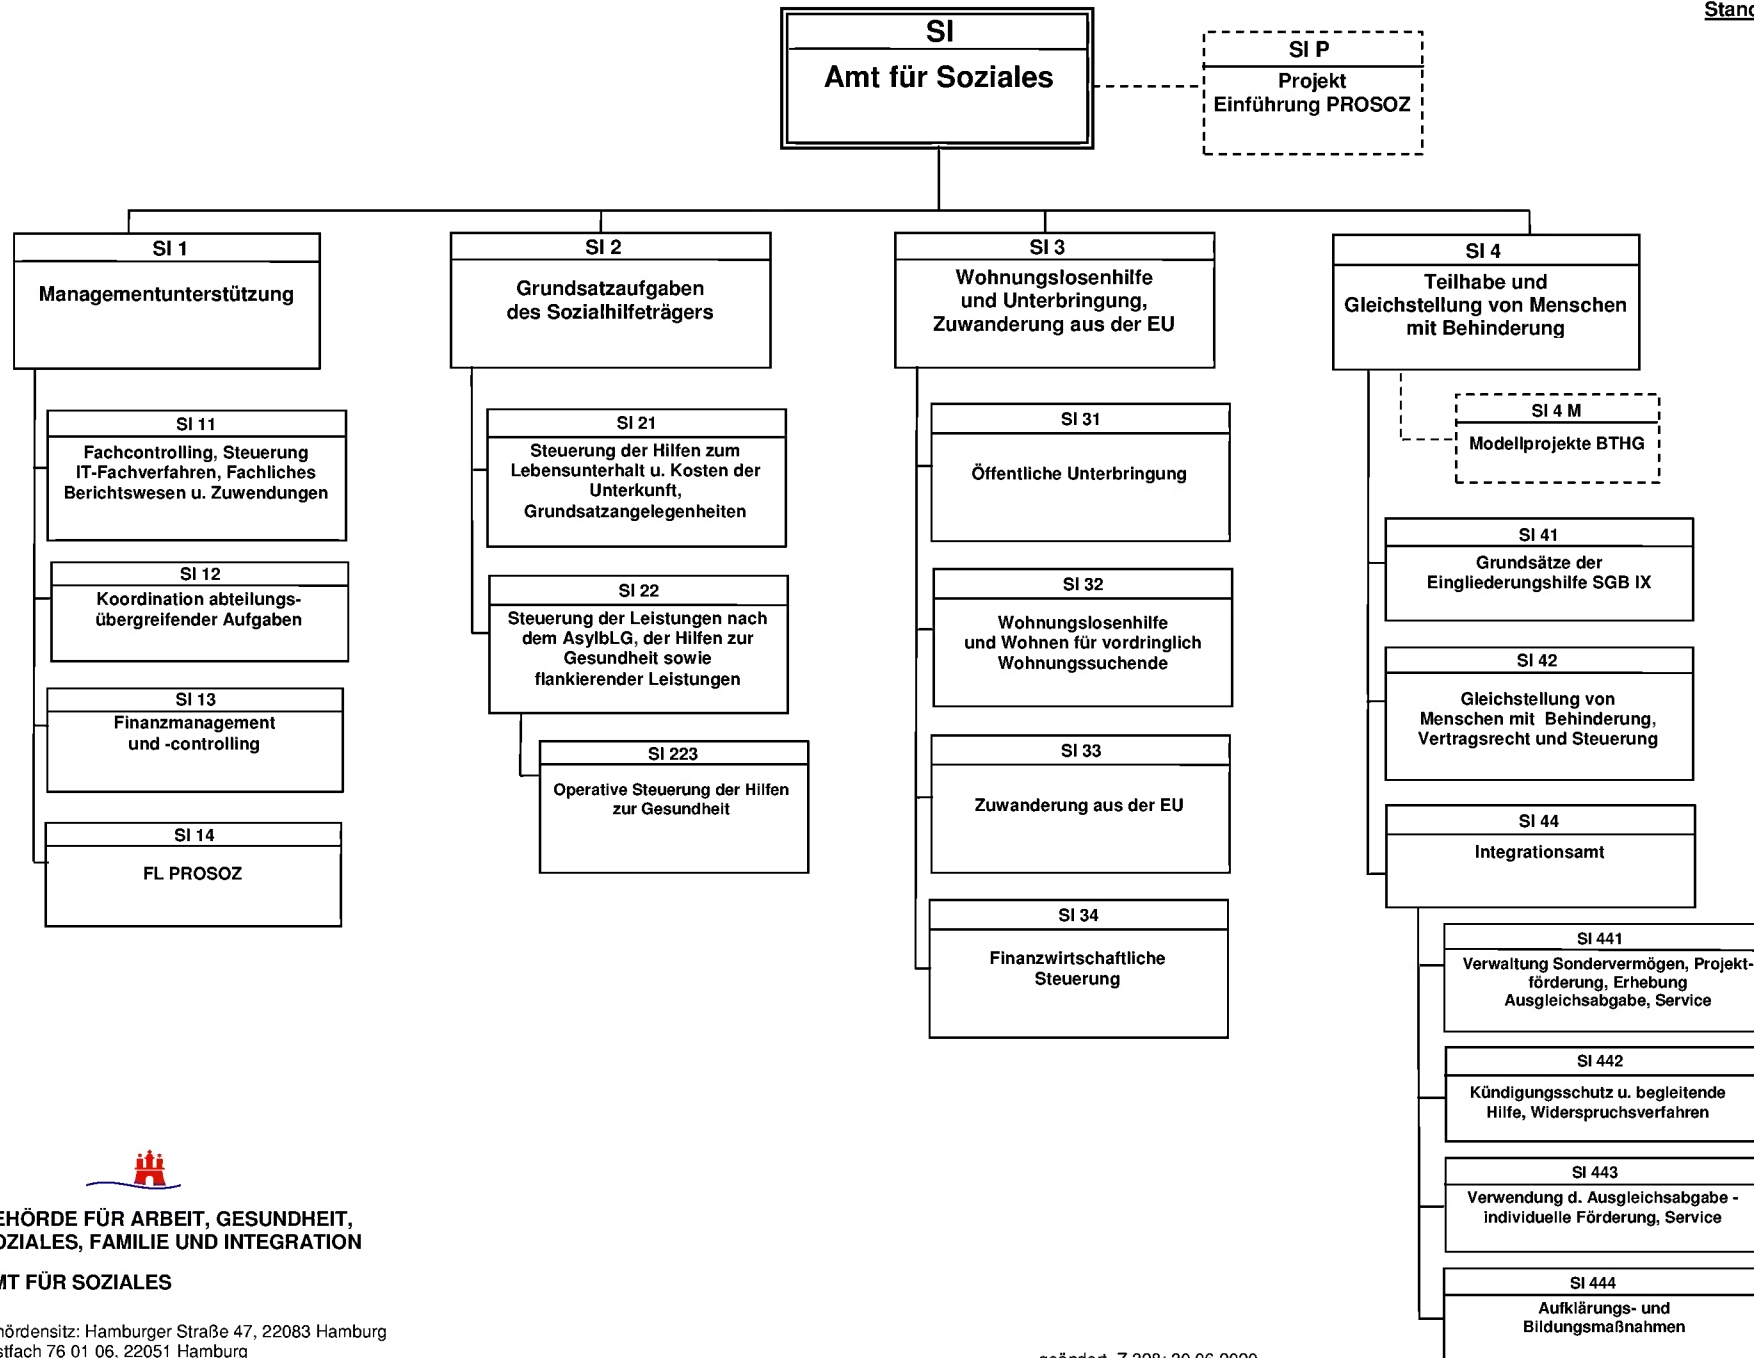 Stand
SI
Amt für Soziales
SI P
Projekt
Einführung PROSOZ
SI 1
Managementunterstützung
SI 11
Fachcontrolling, Steuerung
IT-Fachverfahren, Fachliches
Berichtswesen u. Zuwendungen
SI 12
Koordination abteilungs-
übergreifender Aufgaben
SI 13
Finanzmanagement
und -controlling
SI 14
FL PROSOZ
SI 2
Grundsatzaufgaben
des Sozialhilfeträgers
SI 21
Steuerung der Hilfen zum
Lebensunterhalt u. Kosten der
Unterkunft,
Grundsatzangelegenheiten
SI 22
Steuerung der Leistungen nach
dem AsylbLG, der Hilfen zur
Gesundheit sowie
flankierender Leistungen
SI 223
Operative Steuerung der Hilfen
zur Gesundheit
SI 3
Wohnungslosenhilfe
und Unterbringung,
Zuwanderung aus der EU
SI 31
Öffentliche Unterbringung
SI 32
Wohnungslosenhilfe
und Wohnen für vordringlich
Wohnungssuchende
SI 33
Zuwanderung aus der EU
SI 34
Finanzwirtschaftliche
Steuerung
SI 4
Teilhabe und
Gleichstellung von Menschen
mit Behinderung
SI 4 M
Modellprojekte BTHG
SI 41
Grundsätze der
Eingliederungshilfe SGB IX
SI 42
Gleichstellung von
Menschen mit Behinderung,
Vertragsrecht und Steuerung
SI 44
Integrationsamt
SI 441
Verwaltung Sondervermögen, Projekt-
förderung, Erhebung
Ausgleichsabgabe, Service
SI 442
Kündigungsschutz u. begleitende
Hilfe, Widerspruchsverfahren
SI 443
Verwendung d. Ausgleichsabgabe -
individuelle Förderung, Service
SI 444
Aufklärungs- und
Bildungsmaßnahmen
EHÖRDE FÜR ARBEIT, GESUNDHEIT,
OZIALES, FAMILIE UND INTEGRATION
MT FÜR SOZIALES
hördensitz: Hamburger Straße 47, 22083 Hamburg
stfach 76 01 06, 22051 Hamburg